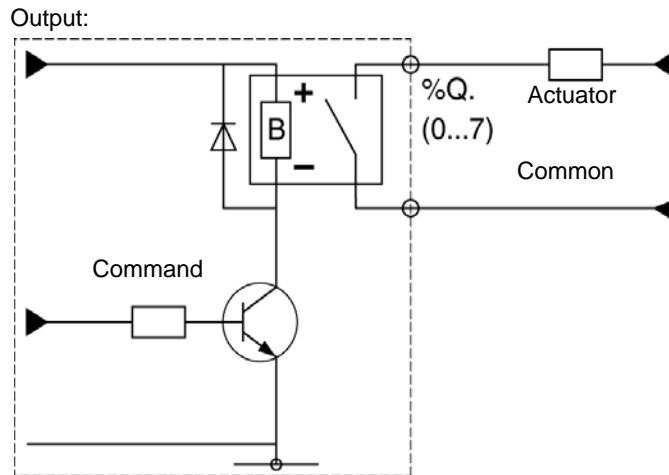 Output:
+
B
−
%Q.
(0...7)
Actuator
Common
Command